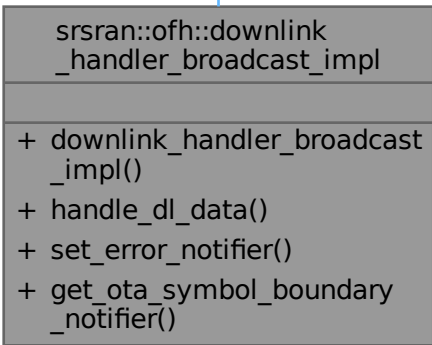 srsran::ofh::downlink
_handler_broadcast_impl
+ downlink_handler_broadcast
_impl()
+ handle_dl_data()
+ set_error_notifier()
+ get_ota_symbol_boundary
_notifier()